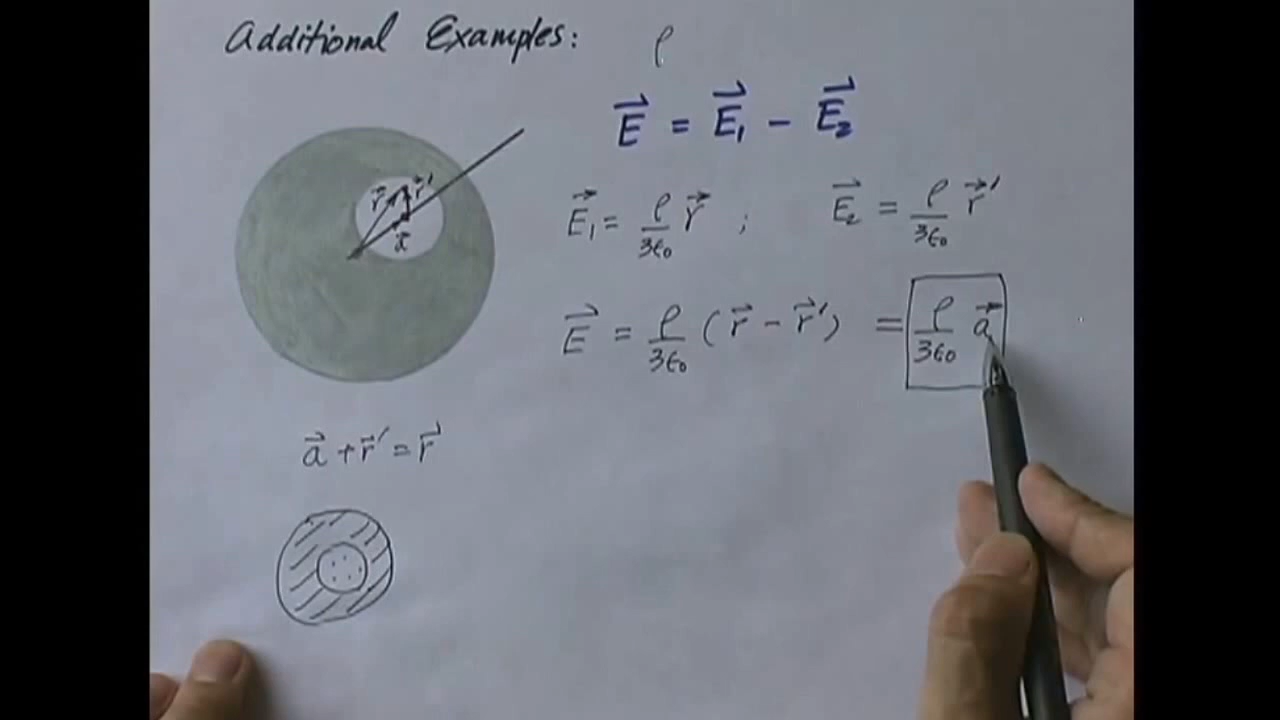 Additional Examples: ρ
E⃗ = E⃗₁ − E⃗₂
E⃗₁ = ρ/3ε₀ r⃗ ; E⃗₂ = ρ/3ε₀ r⃗′
r⃗ r⃗′
a⃗
E⃗ = ρ/3ε₀ (r⃗ − r⃗′) = ρ/3ε₀ a⃗
a⃗ + r⃗′ = r⃗